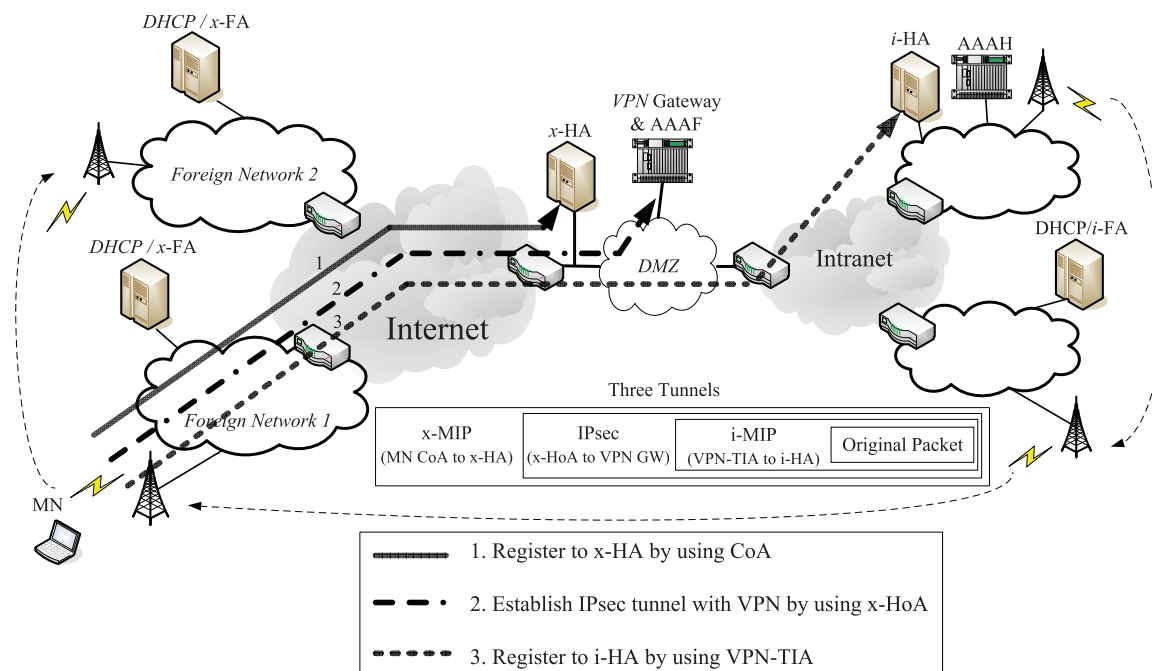 DHCP / x-FA
i-HA
AAAH
VPN Gateway
& AAAF
x-HA
Foreign Network 2
DHCP / x-FA
DHCP/i-FA
1
2
3
DMZ
Intranet
Internet
Foreign Network 1
Three Tunnels
x-MIP
(MN CoA to x-HA)
IPsec
(x-HoA to VPN GW)
i-MIP
(VPN-TIA to i-HA)
Original Packet
MN
1. Register to x-HA by using CoA
2. Establish IPsec tunnel with VPN by using x-HoA
3. Register to i-HA by using VPN-TIA